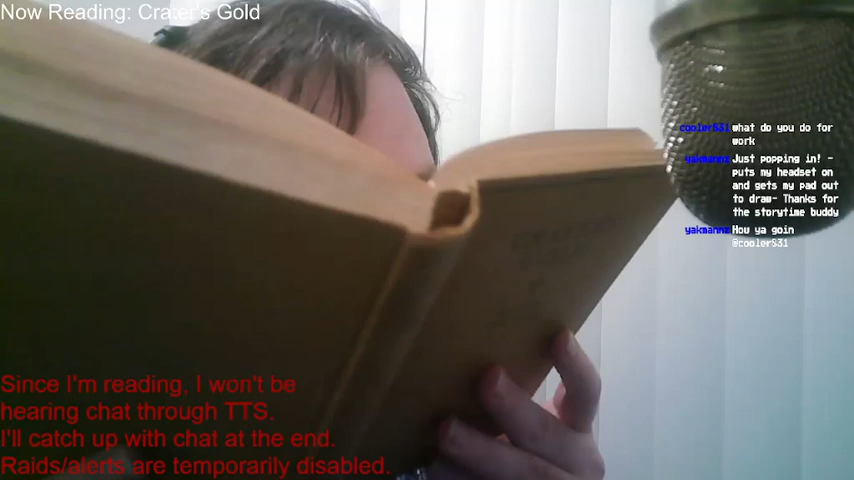 Now Reading: Crater's Gold
cooler531 what do you do for
work
yakmannz Just popping in! -
puts my headset on
and gets my pad out
to draw- Thanks for
the storytime buddy
yakmannz How ya goin
@cooler531
Since I'm reading, I won't be
hearing chat through TTS.
I'll catch up with chat at the end.
Raids/alerts are temporarily disabled.